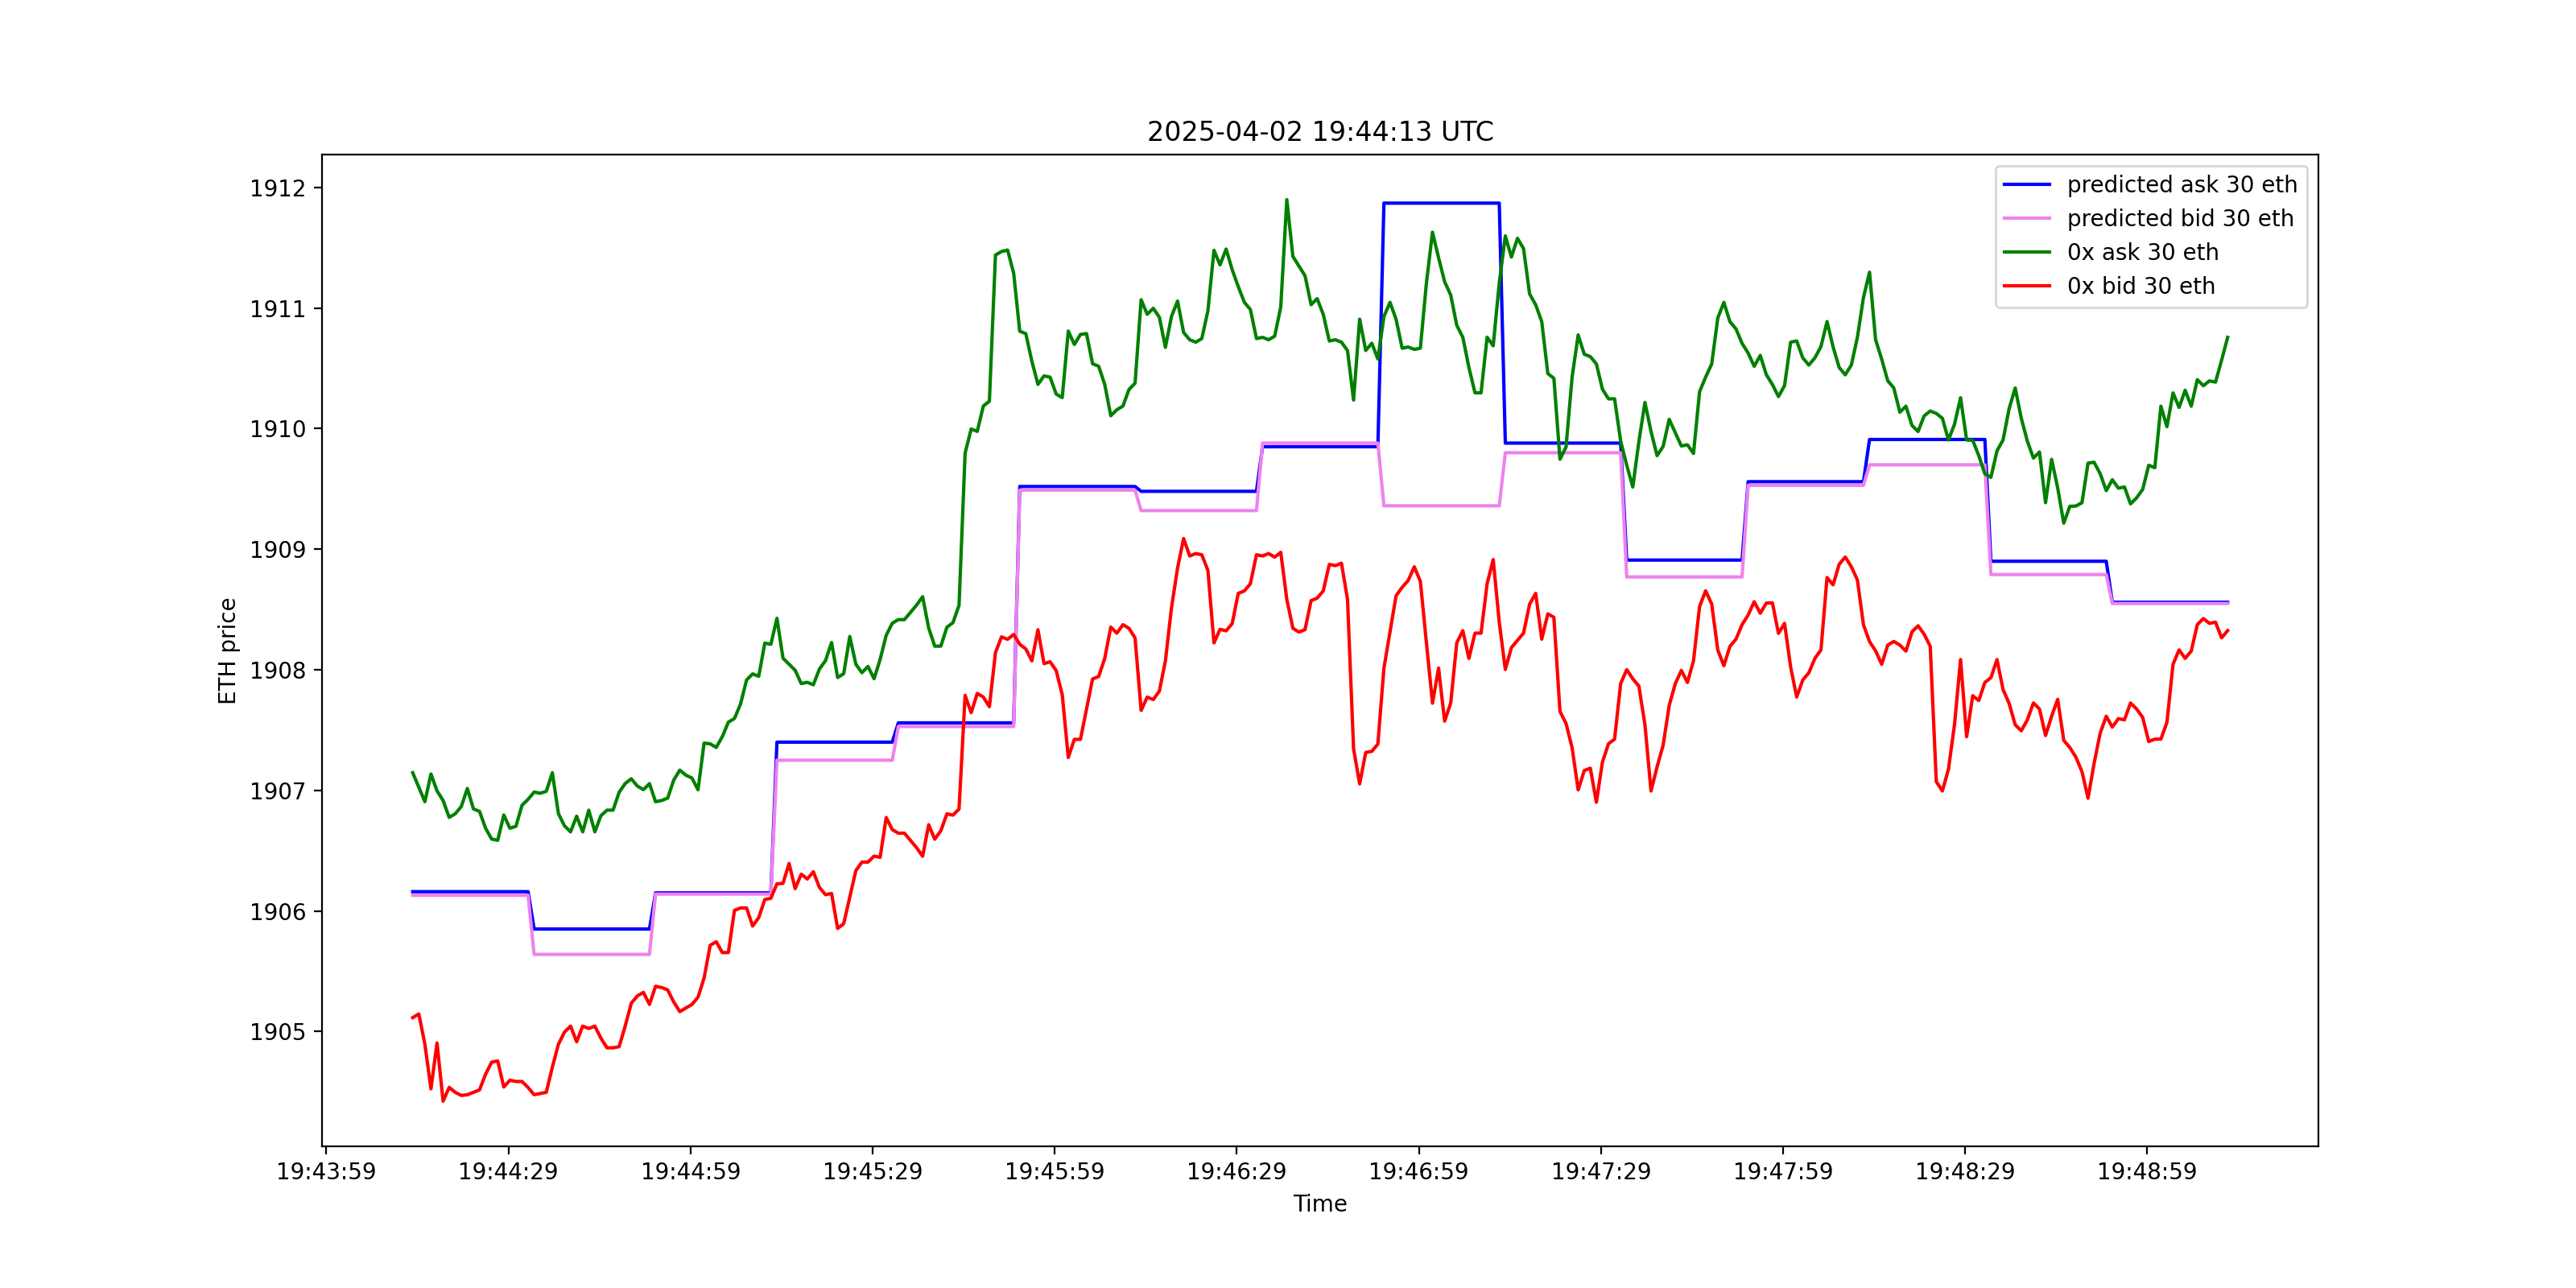 2025-04-02 19:44:13 UTC
predicted ask 30 eth
predicted bid 30 eth
0x ask 30 eth
0x bid 30 eth
1912
1911
1910
1909
1908
1907
1906
1905
ETH price
19:43:59 19:44:29 19:44:59 19:45:29 19:45:59 19:46:29 19:46:59 19:47:29 19:47:59 19:48:29 19:48:59
Time